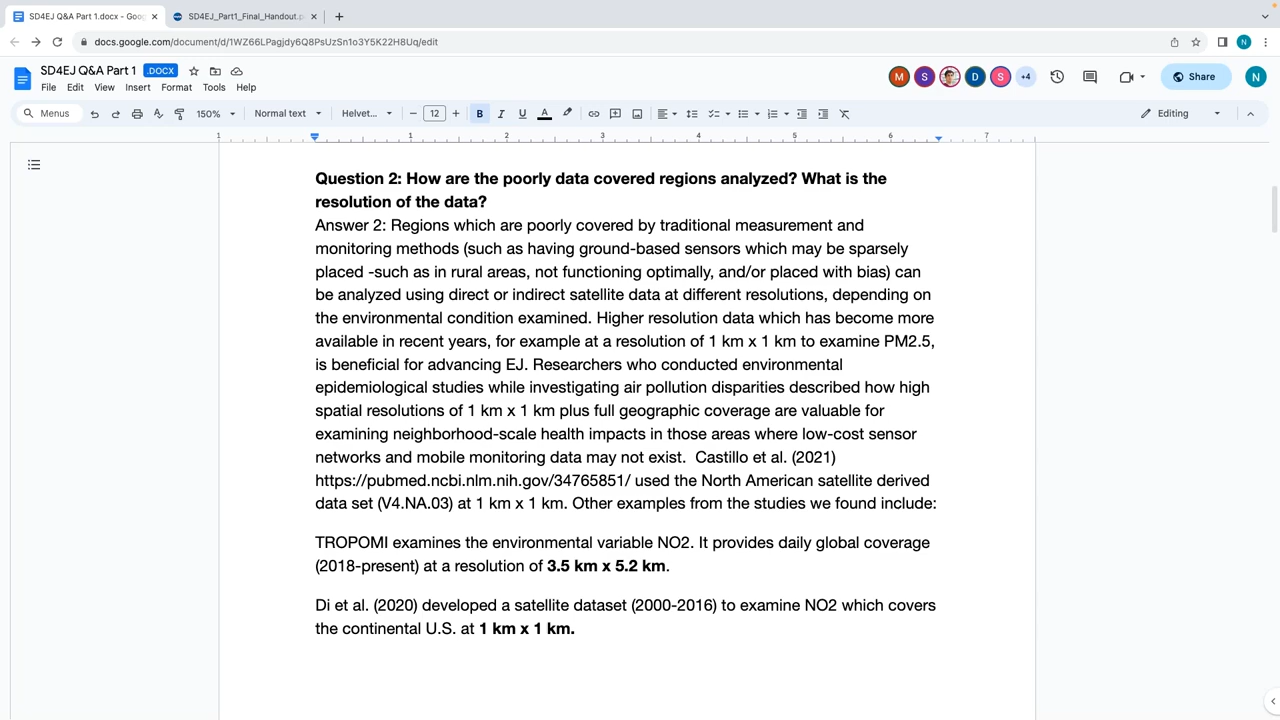 SD4EJ Q&A Part 1.docx - Goo
SD4EJ_Part1_Final_Handout.p
docs.google.com/document/d/1WZ66LPagjdy6Q8PsUzSn1o3Y5K22H8Uq/edit
N
SD4EJ Q&A Part 1 .DOCX
File Edit View Insert Format Tools Help
M S D S +4 Share N
Menus 150% Normal text Helvet... 12 B I U A Editing
1 1 2 3 4 5 6 7
Question 2: How are the poorly data covered regions analyzed? What is the
resolution of the data?
Answer 2: Regions which are poorly covered by traditional measurement and
monitoring methods (such as having ground-based sensors which may be sparsely
placed -such as in rural areas, not functioning optimally, and/or placed with bias) can
be analyzed using direct or indirect satellite data at different resolutions, depending on
the environmental condition examined. Higher resolution data which has become more
available in recent years, for example at a resolution of 1 km x 1 km to examine PM2.5,
is beneficial for advancing EJ. Researchers who conducted environmental
epidemiological studies while investigating air pollution disparities described how high
spatial resolutions of 1 km x 1 km plus full geographic coverage are valuable for
examining neighborhood-scale health impacts in those areas where low-cost sensor
networks and mobile monitoring data may not exist.  Castillo et al. (2021)
https://pubmed.ncbi.nlm.nih.gov/34765851/ used the North American satellite derived
data set (V4.NA.03) at 1 km x 1 km. Other examples from the studies we found include:
TROPOMI examines the environmental variable NO2. It provides daily global coverage
(2018-present) at a resolution of 3.5 km x 5.2 km.
Di et al. (2020) developed a satellite dataset (2000-2016) to examine NO2 which covers
the continental U.S. at 1 km x 1 km.